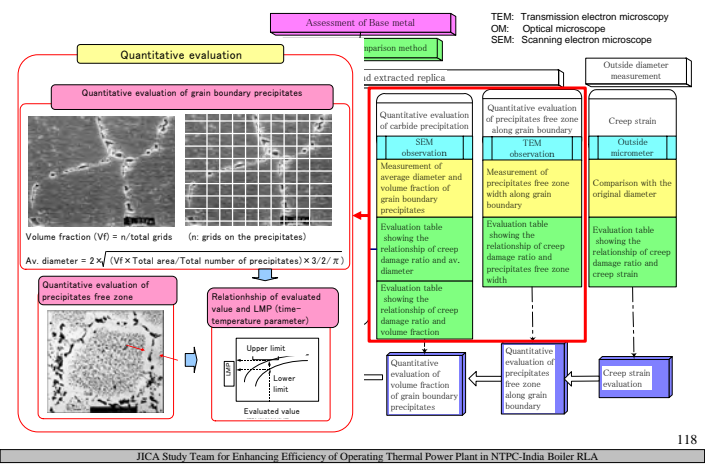 Assessment of Base metal
TEM: Transmission electron microscopy
OM: Optical microscope
SEM: Scanning electron microscope
Quantitative evaluation
mparison method
nd extracted replica
Outside diameter
measurement
Quantitative evaluation of grain boundary precipitates
Volume fraction (Vf) = n/total grids
(n: grids on the precipitates)
Av. diameter = 2×√(Vf×Total area/Total number of precipitates)×3/2/π)
Quantitative evaluation of
precipitates free zone
Relationhship of evaluated
value and LMP (time-
temperature parameter)
Upper limit
LMP
Lower
limit
Evaluated value
Quantitative evaluation
of carbide precipitation
SEM
observation
Measurement of
average diameter and
volume fraction of
grain boundary
precipitates
Evaluation table
showing the
relationship of creep
damage ratio and av.
diameter
Evaluation table
showing the
relationship of creep
damage ratio and
volume fraction
Quantitative
evaluation of
volume fraction
of grain boundary
precipitates
Quantitative evaluation
of precipitates free zone
along grain boundary
TEM
observation
Measurement of
precipitates free zone
width along grain
boundary
Evaluation table
showing the
relationship of creep
damage ratio and
precipitates free zone
width
Quantitative
evaluation of
precipitates
free zone
along grain
boundary
Creep strain
Outside
micrometer
Comparison with the
original diameter
Evaluation table
showing the
relationship of creep
damage ratio and
creep strain
Creep strain
evaluation
118
JICA Study Team for Enhancing Efficiency of Operating Thermal Power Plant in NTPC-India Boiler RLA